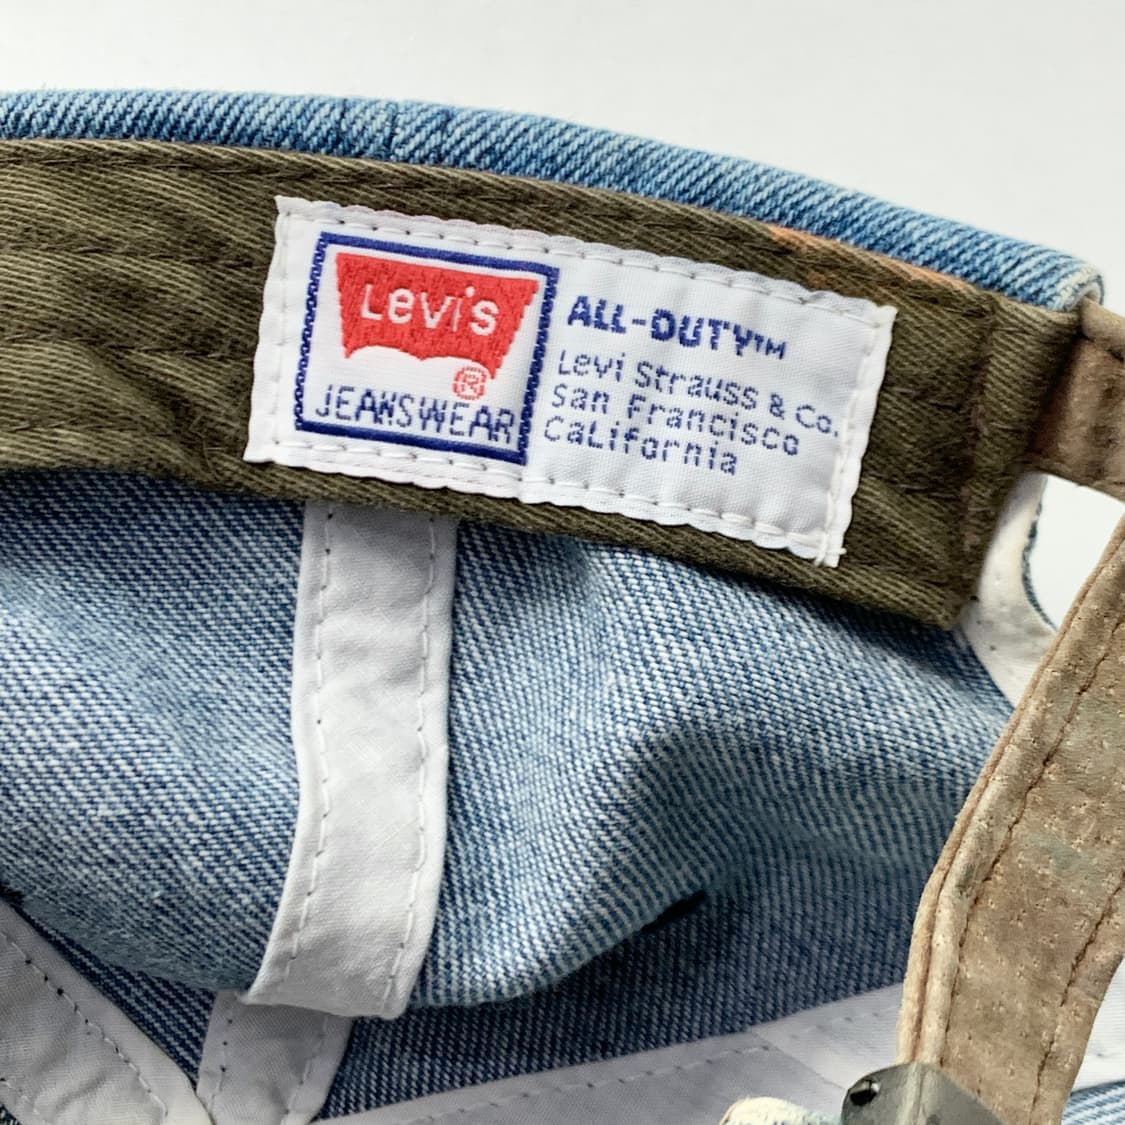 Levi's
®
JEANSWEAR
ALL-DUTY™
Levi Strauss & Co.
San Francisco
California